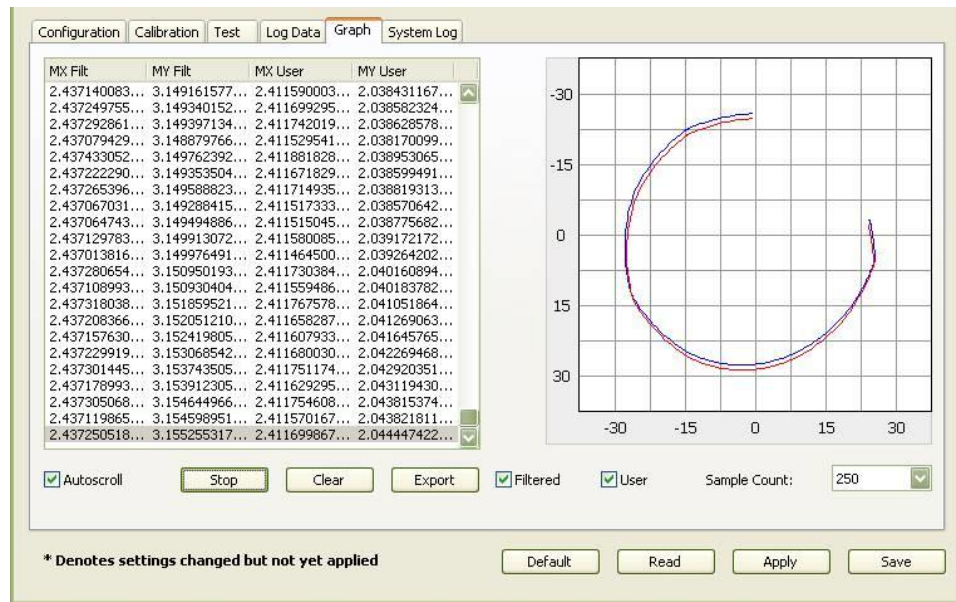 Configuration Calibration Test Log Data Graph System Log
MX Filt MY Filt MX User MY User
2.437140083... 3.149161577... 2.411590003... 2.038431167...
2.437249755... 3.149340152... 2.411699295... 2.038582324...
2.437292861... 3.149397134... 2.411742019... 2.038628578...
2.437079429... 3.148879766... 2.411529541... 2.038170099...
2.437433052... 3.149762392... 2.411881828... 2.038953065...
2.437222290... 3.149353504... 2.411671829... 2.038599491...
2.437265396... 3.149588823... 2.411714935... 2.038819313...
2.437067031... 3.149288415... 2.411517333... 2.038570642...
2.437064743... 3.149494886... 2.411515045... 2.038775682...
2.437129783... 3.149913072... 2.411580085... 2.039172172...
2.437013816... 3.149976491... 2.411464500... 2.039264202...
2.437280654... 3.150950193... 2.411730384... 2.040160894...
2.437108993... 3.150930404... 2.411559486... 2.040183782...
2.437318038... 3.151859521... 2.411767578... 2.041051864...
2.437208366... 3.152051210... 2.411658287... 2.041269063...
2.437157630... 3.152419805... 2.411607933... 2.041645765...
2.437229919... 3.153068542... 2.411680030... 2.042269468...
2.437301445... 3.153743505... 2.411751174... 2.042920351...
2.437178993... 3.153912305... 2.411629295... 2.043119430...
2.437305068... 3.154644966... 2.411754608... 2.043815374...
2.437119865... 3.154598951... 2.411570167... 2.043821811...
2.437250518... 3.155255317... 2.411699867... 2.044447422...
-30
-15
0
15
30
-30 -15 0 15 30
Autoscroll Stop Clear Export Filtered User Sample Count: 250
* Denotes settings changed but not yet applied Default Read Apply Save